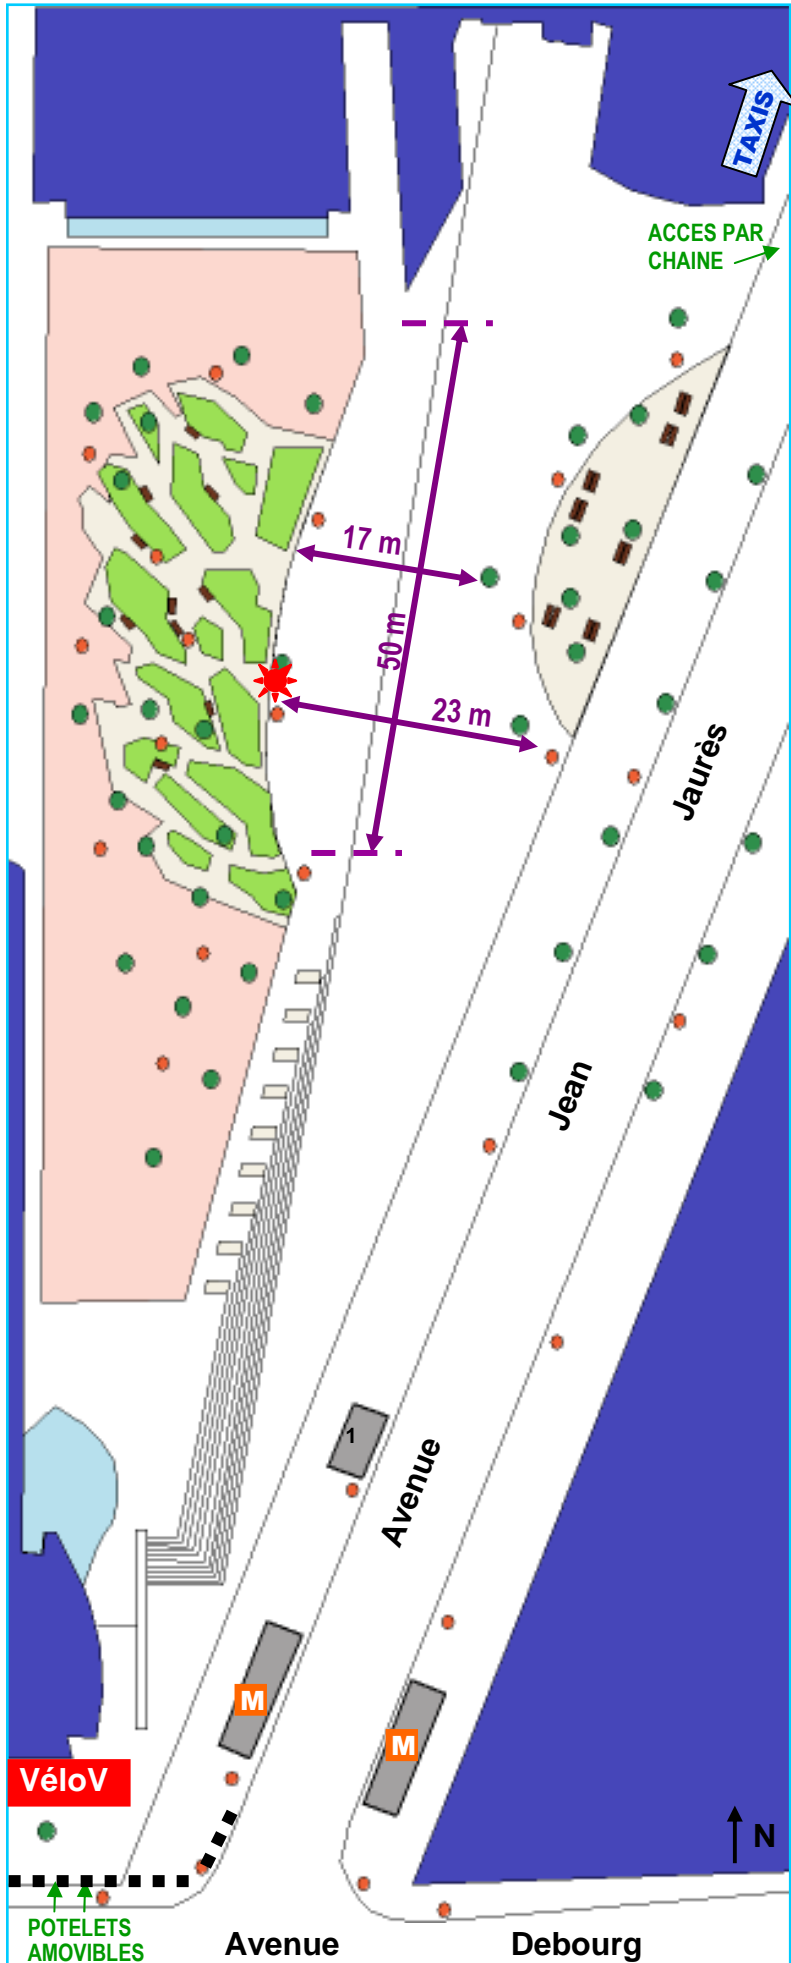 TAXIS
ACCES PAR
CHAINE
17 m
50 m
23 m
Jaurès
Jean
1
Avenue
M
M
VéloV
N
POTELETS
AMOVIBLES
Avenue
Debourg